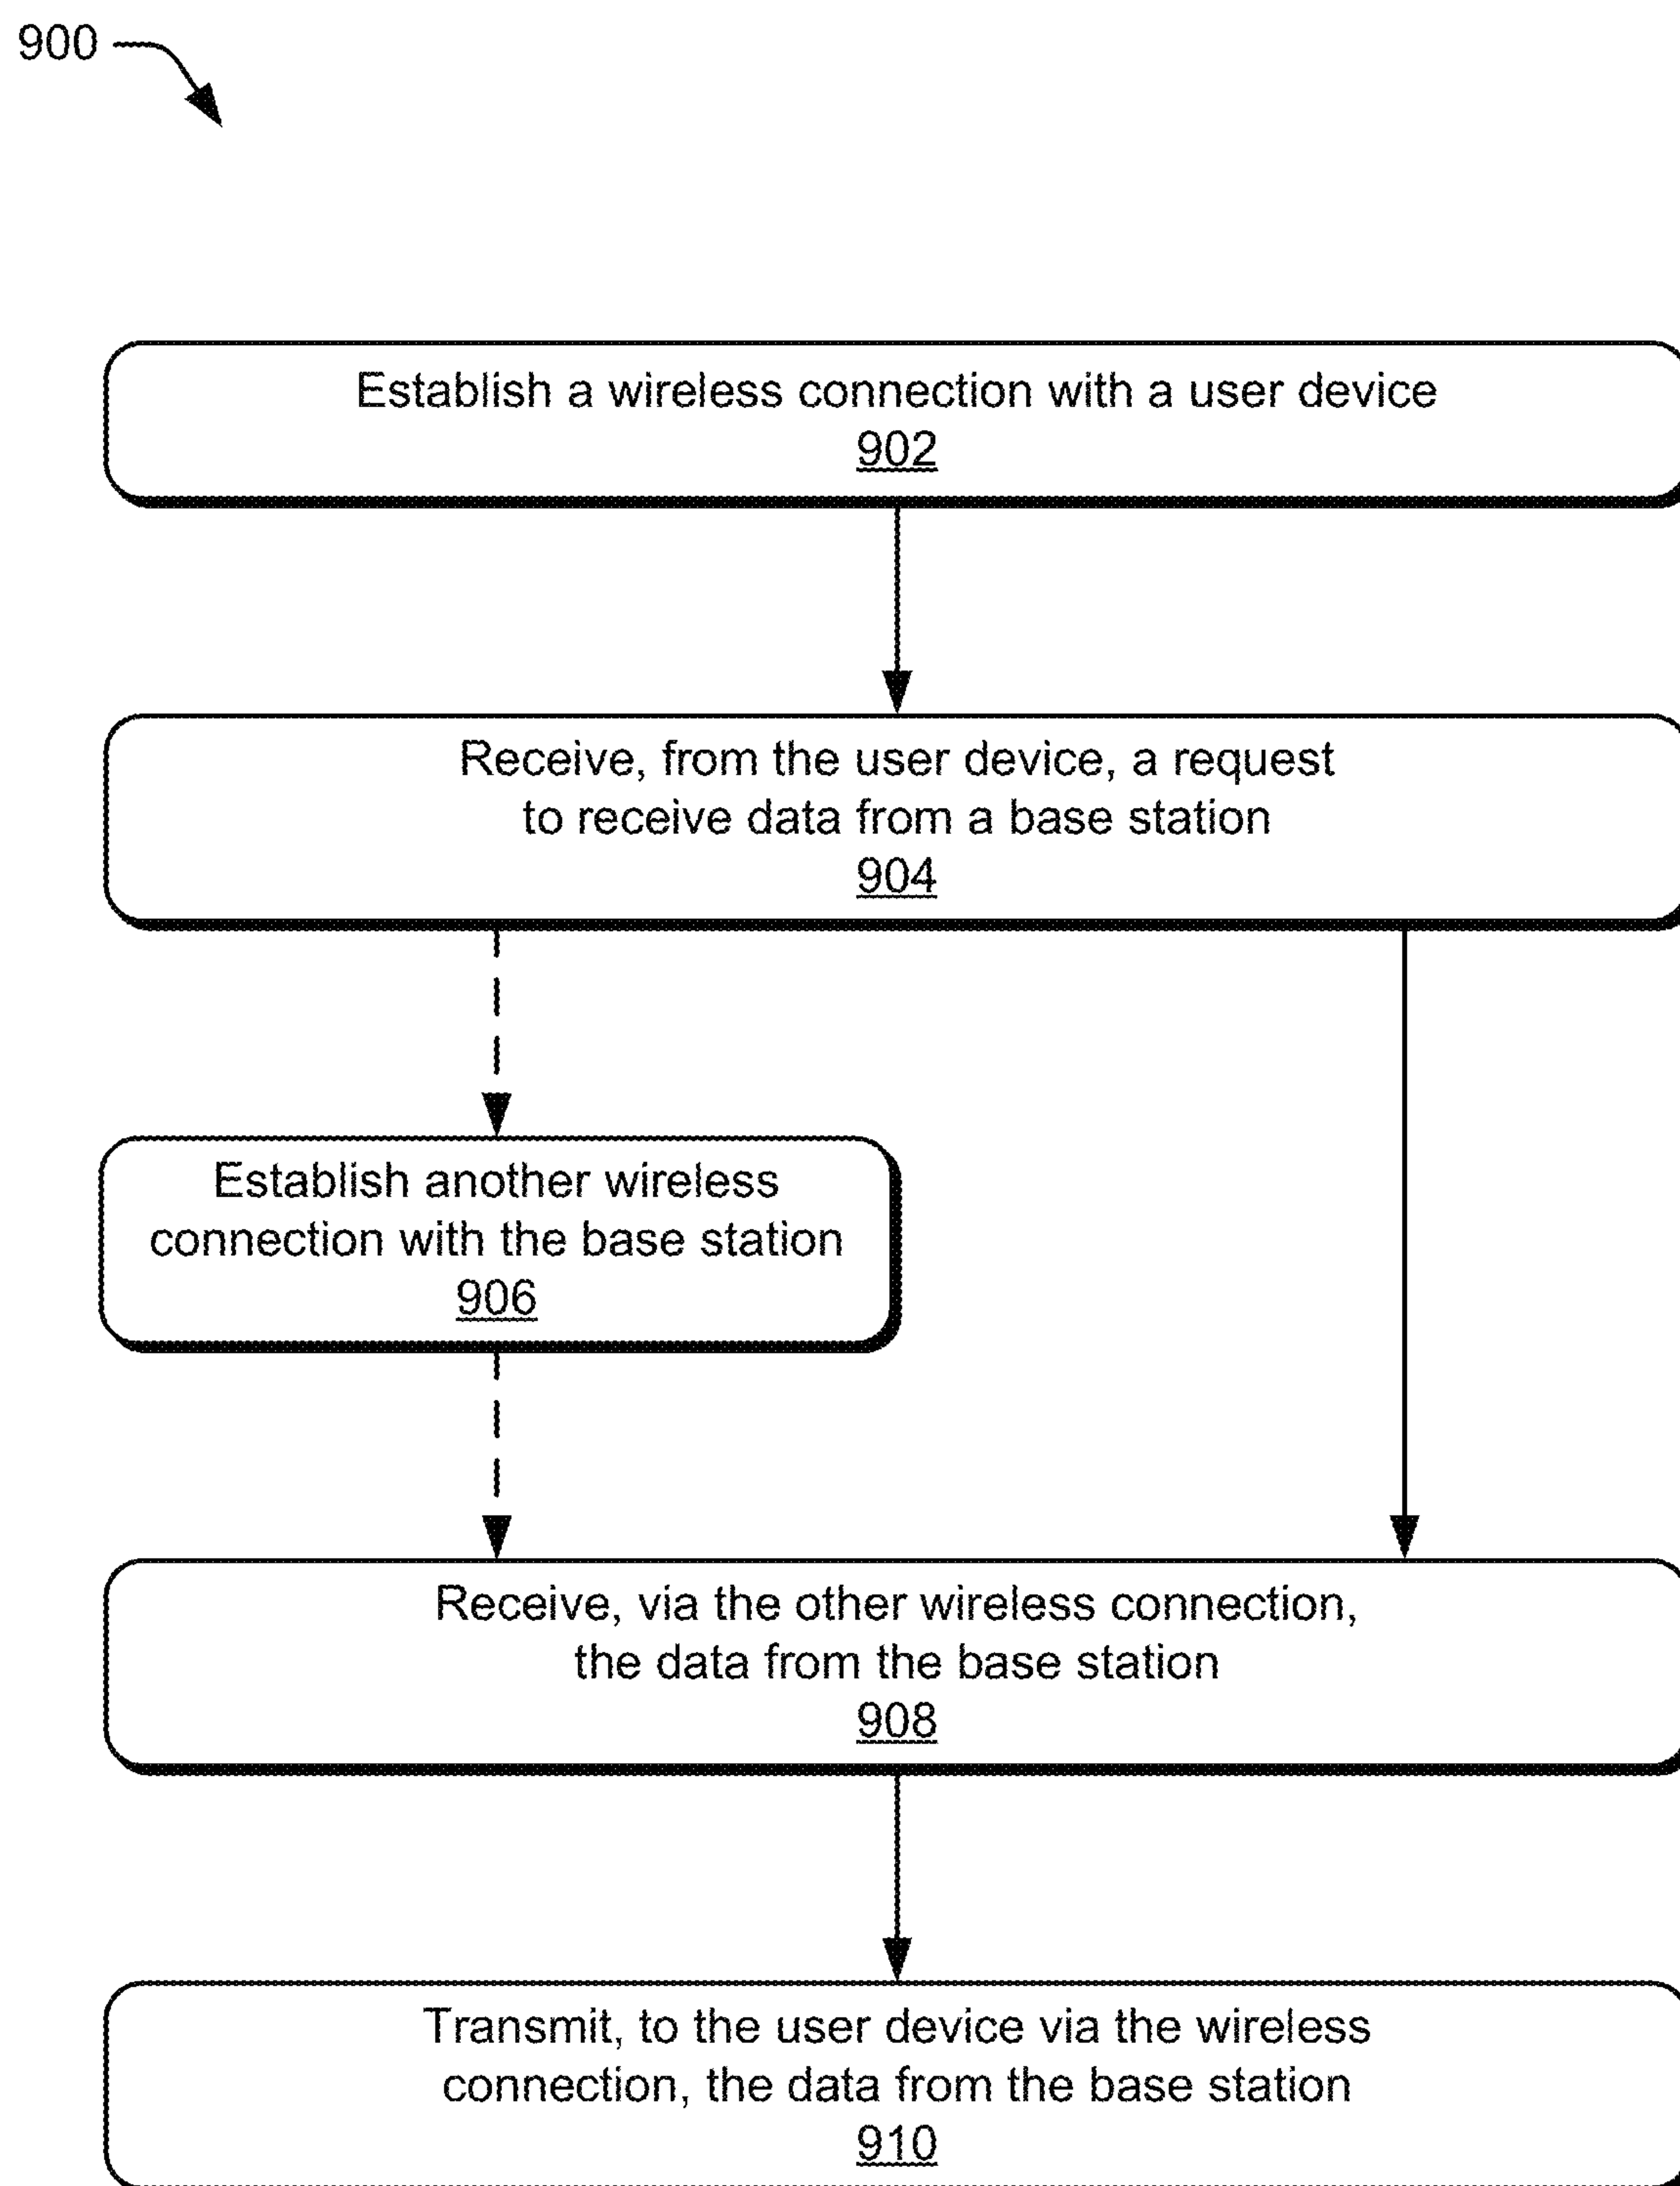 900
Establish a wireless connection with a user device
902
Receive, from the user device, a request
to receive data from a base station
904
Establish another wireless
connection with the base station
906
Receive, via the other wireless connection,
the data from the base station
908
Transmit, to the user device via the wireless
connection, the data from the base station
910